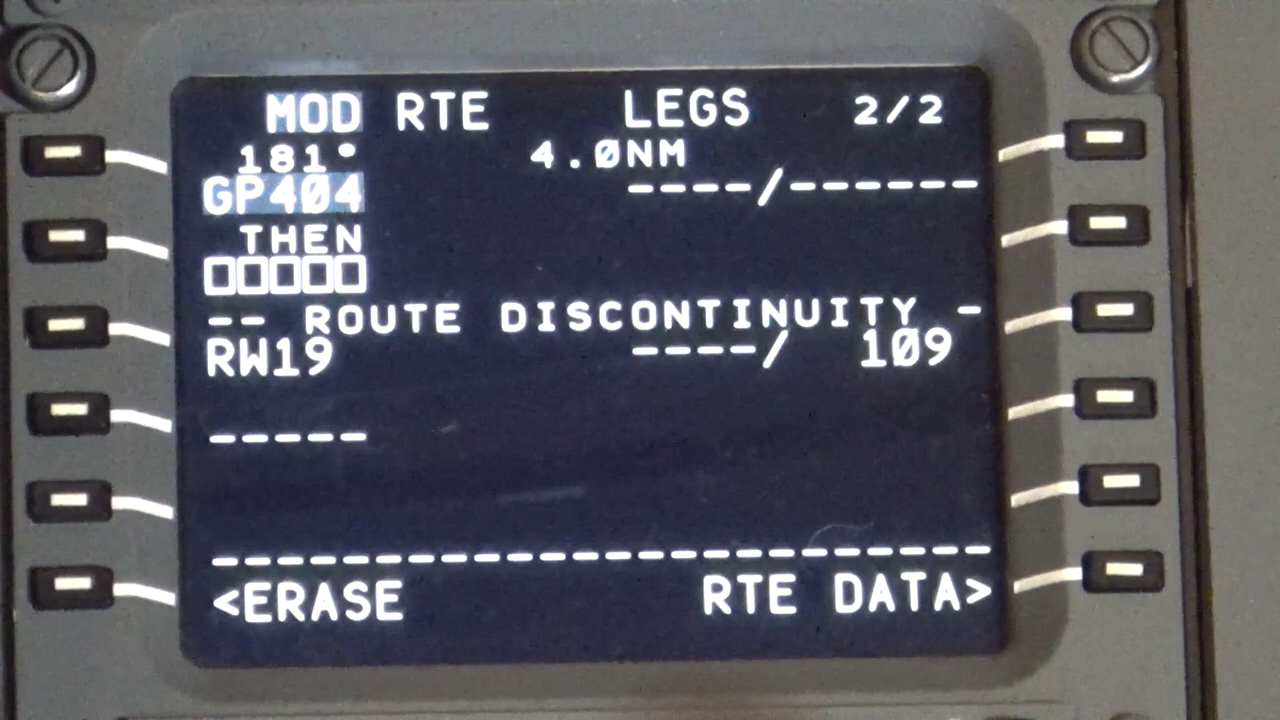 MOD RTE LEGS 2/2
181° 4.0NM
GP404 ----/------
THEN
□□□□□
-- ROUTE DISCONTINUITY -
RW19 ----/ 109
-----
-------------------------
<ERASE RTE DATA>